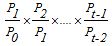 P₁/P₀ × P₂/P₁ × .... × Pₜ₋₁/Pₜ₋₂